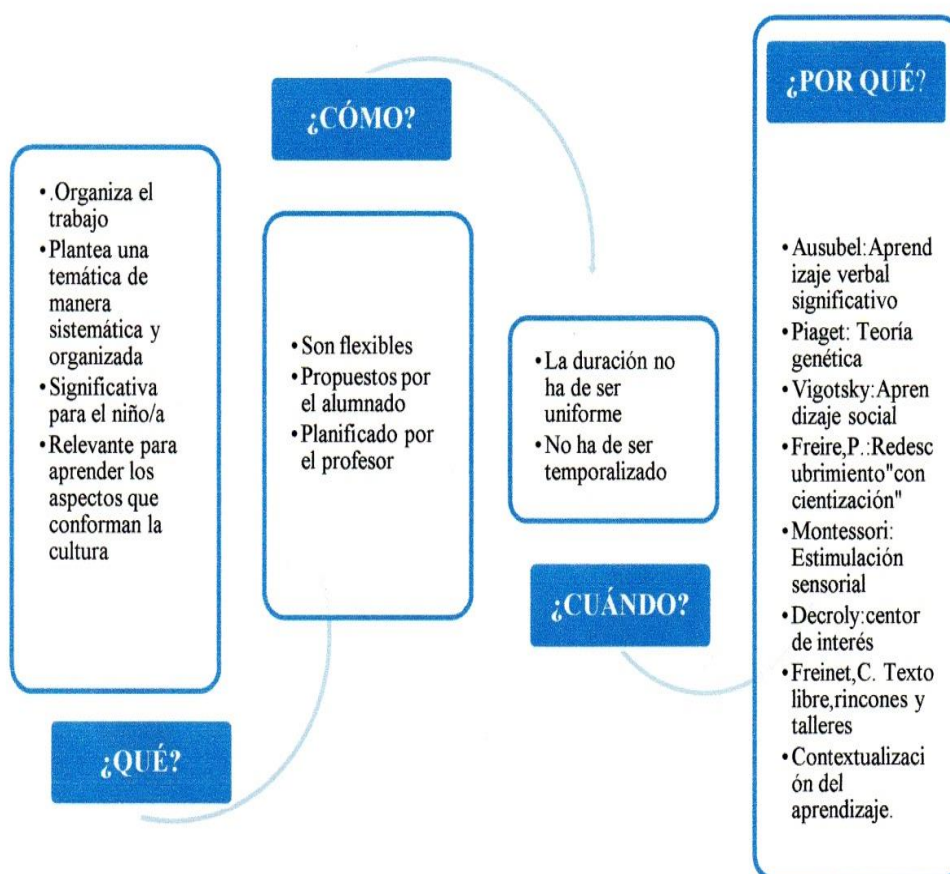 ¿QUÉ?
• .Organiza el
trabajo
• Plantea una
temática de
manera
sistemática y
organizada
• Significativa
para el niño/a
• Relevante para
aprender los
aspectos que
conforman la
cultura
¿CÓMO?
• Son flexibles
• Propuestos por
el alumnado
• Planificado por
el profesor
¿CUÁNDO?
• La duración no
ha de ser
uniforme
• No ha de ser
temporalizado
¿POR QUÉ?
• Ausubel:Aprend
izaje verbal
significativo
• Piaget: Teoría
genética
• Vigotsky:Apren
dizaje social
• Freire,P.:Redesc
ubrimiento"con
cientización"
• Montessori:
Estimulación
sensorial
• Decroly:centor
de interés
• Freinet,C. Texto
libre,rincones y
talleres
• Contextualizaci
ón del
aprendizaje.